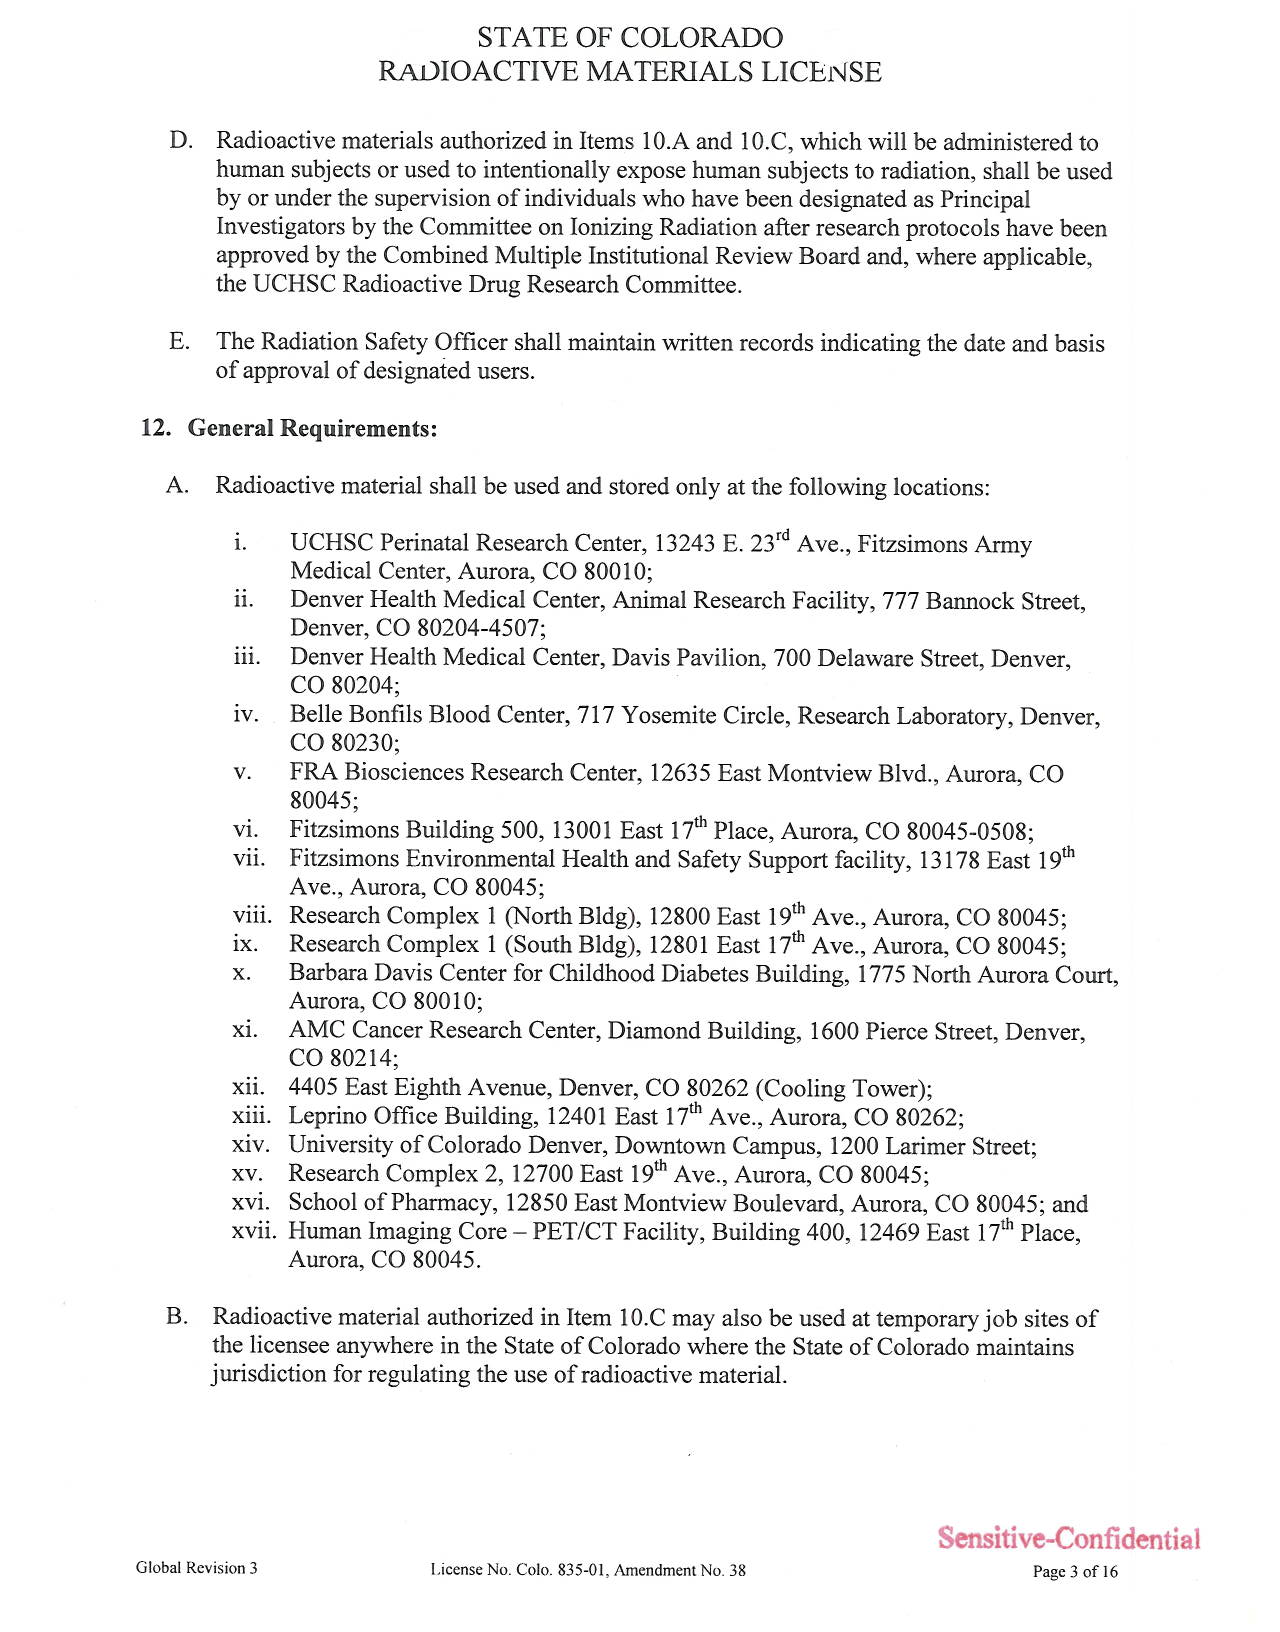 STATE OF COLORADO
RADIOACTIVE MATERIALS LICENSE
D. Radioactive materials authorized in Items 10.A and 10.C, which will be administered to
human subjects or used to intentionally expose human subjects to radiation, shall be used
by or under the supervision of individuals who have been designated as Principal
Investigators by the Committee on Ionizing Radiation after research protocols have been
approved by the Combined Multiple Institutional Review Board and, where applicable,
the UCHSC Radioactive Drug Research Committee.
E. The Radiation Safety Officer shall maintain written records indicating the date and basis
of approval of designated users.
12. General Requirements:
A. Radioactive material shall be used and stored only at the following locations:
i. UCHSC Perinatal Research Center, 13243 E. 23rd Ave., Fitzsimons Army
Medical Center, Aurora, CO 80010;
ii. Denver Health Medical Center, Animal Research Facility, 777 Bannock Street,
Denver, CO 80204-4507;
iii. Denver Health Medical Center, Davis Pavilion, 700 Delaware Street, Denver,
CO 80204;
iv. Belle Bonfils Blood Center, 717 Yosemite Circle, Research Laboratory, Denver,
CO 80230;
v. FRA Biosciences Research Center, 12635 East Montview Blvd., Aurora, CO
80045;
vi. Fitzsimons Building 500, 13001 East 17th Place, Aurora, CO 80045-0508;
vii. Fitzsimons Environmental Health and Safety Support facility, 13178 East 19th
Ave., Aurora, CO 80045;
viii. Research Complex 1 (North Bldg), 12800 East 19th Ave., Aurora, CO 80045;
ix. Research Complex 1 (South Bldg), 12801 East 17th Ave., Aurora, CO 80045;
x. Barbara Davis Center for Childhood Diabetes Building, 1775 North Aurora Court,
Aurora, CO 80010;
xi. AMC Cancer Research Center, Diamond Building, 1600 Pierce Street, Denver,
CO 80214;
xii. 4405 East Eighth Avenue, Denver, CO 80262 (Cooling Tower);
xiii. Leprino Office Building, 12401 East 17th Ave., Aurora, CO 80262;
xiv. University of Colorado Denver, Downtown Campus, 1200 Larimer Street;
xv. Research Complex 2, 12700 East 19th Ave., Aurora, CO 80045;
xvi. School of Pharmacy, 12850 East Montview Boulevard, Aurora, CO 80045; and
xvii. Human Imaging Core – PET/CT Facility, Building 400, 12469 East 17th Place,
Aurora, CO 80045.
B. Radioactive material authorized in Item 10.C may also be used at temporary job sites of
the licensee anywhere in the State of Colorado where the State of Colorado maintains
jurisdiction for regulating the use of radioactive material.
Sensitive-Confidential
Global Revision 3 License No. Colo. 835-01, Amendment No. 38 Page 3 of 16